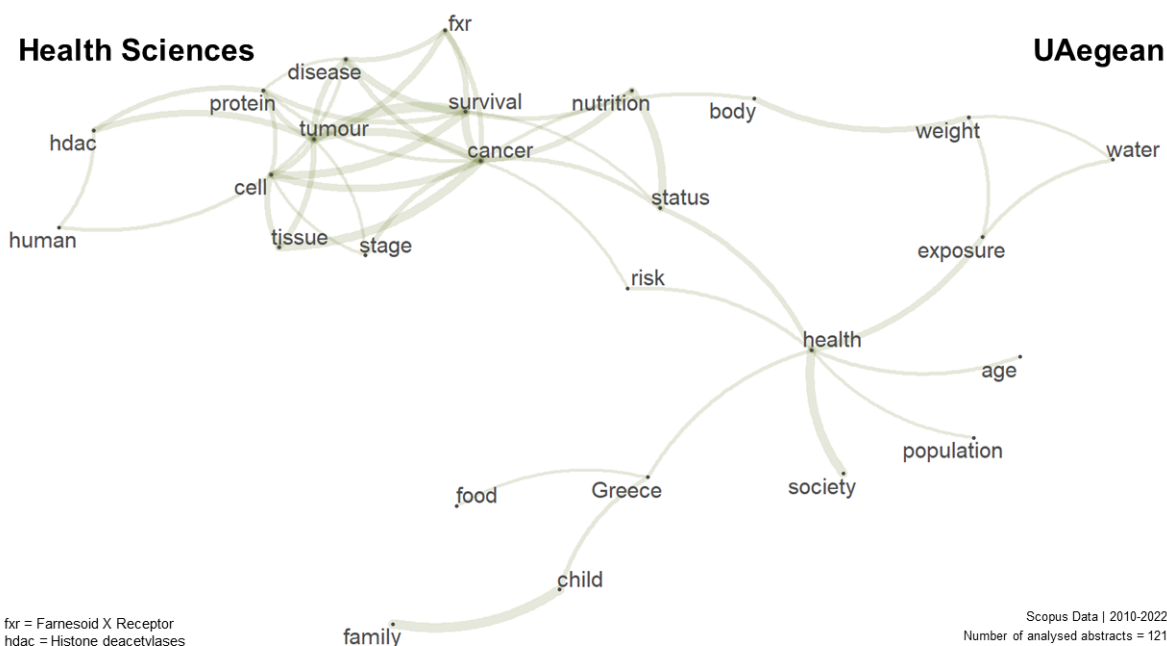 Health Sciences
UAegean
fxr
disease
protein
survival
nutrition
body
tumour
weight
hdac
cancer
water
cell
status
human
tissue
stage
exposure
risk
health
age
population
society
food
Greece
child
family
fxr = Farnesoid X Receptor
hdac = Histone deacetylases
Scopus Data | 2010-2022
Number of analysed abstracts = 121